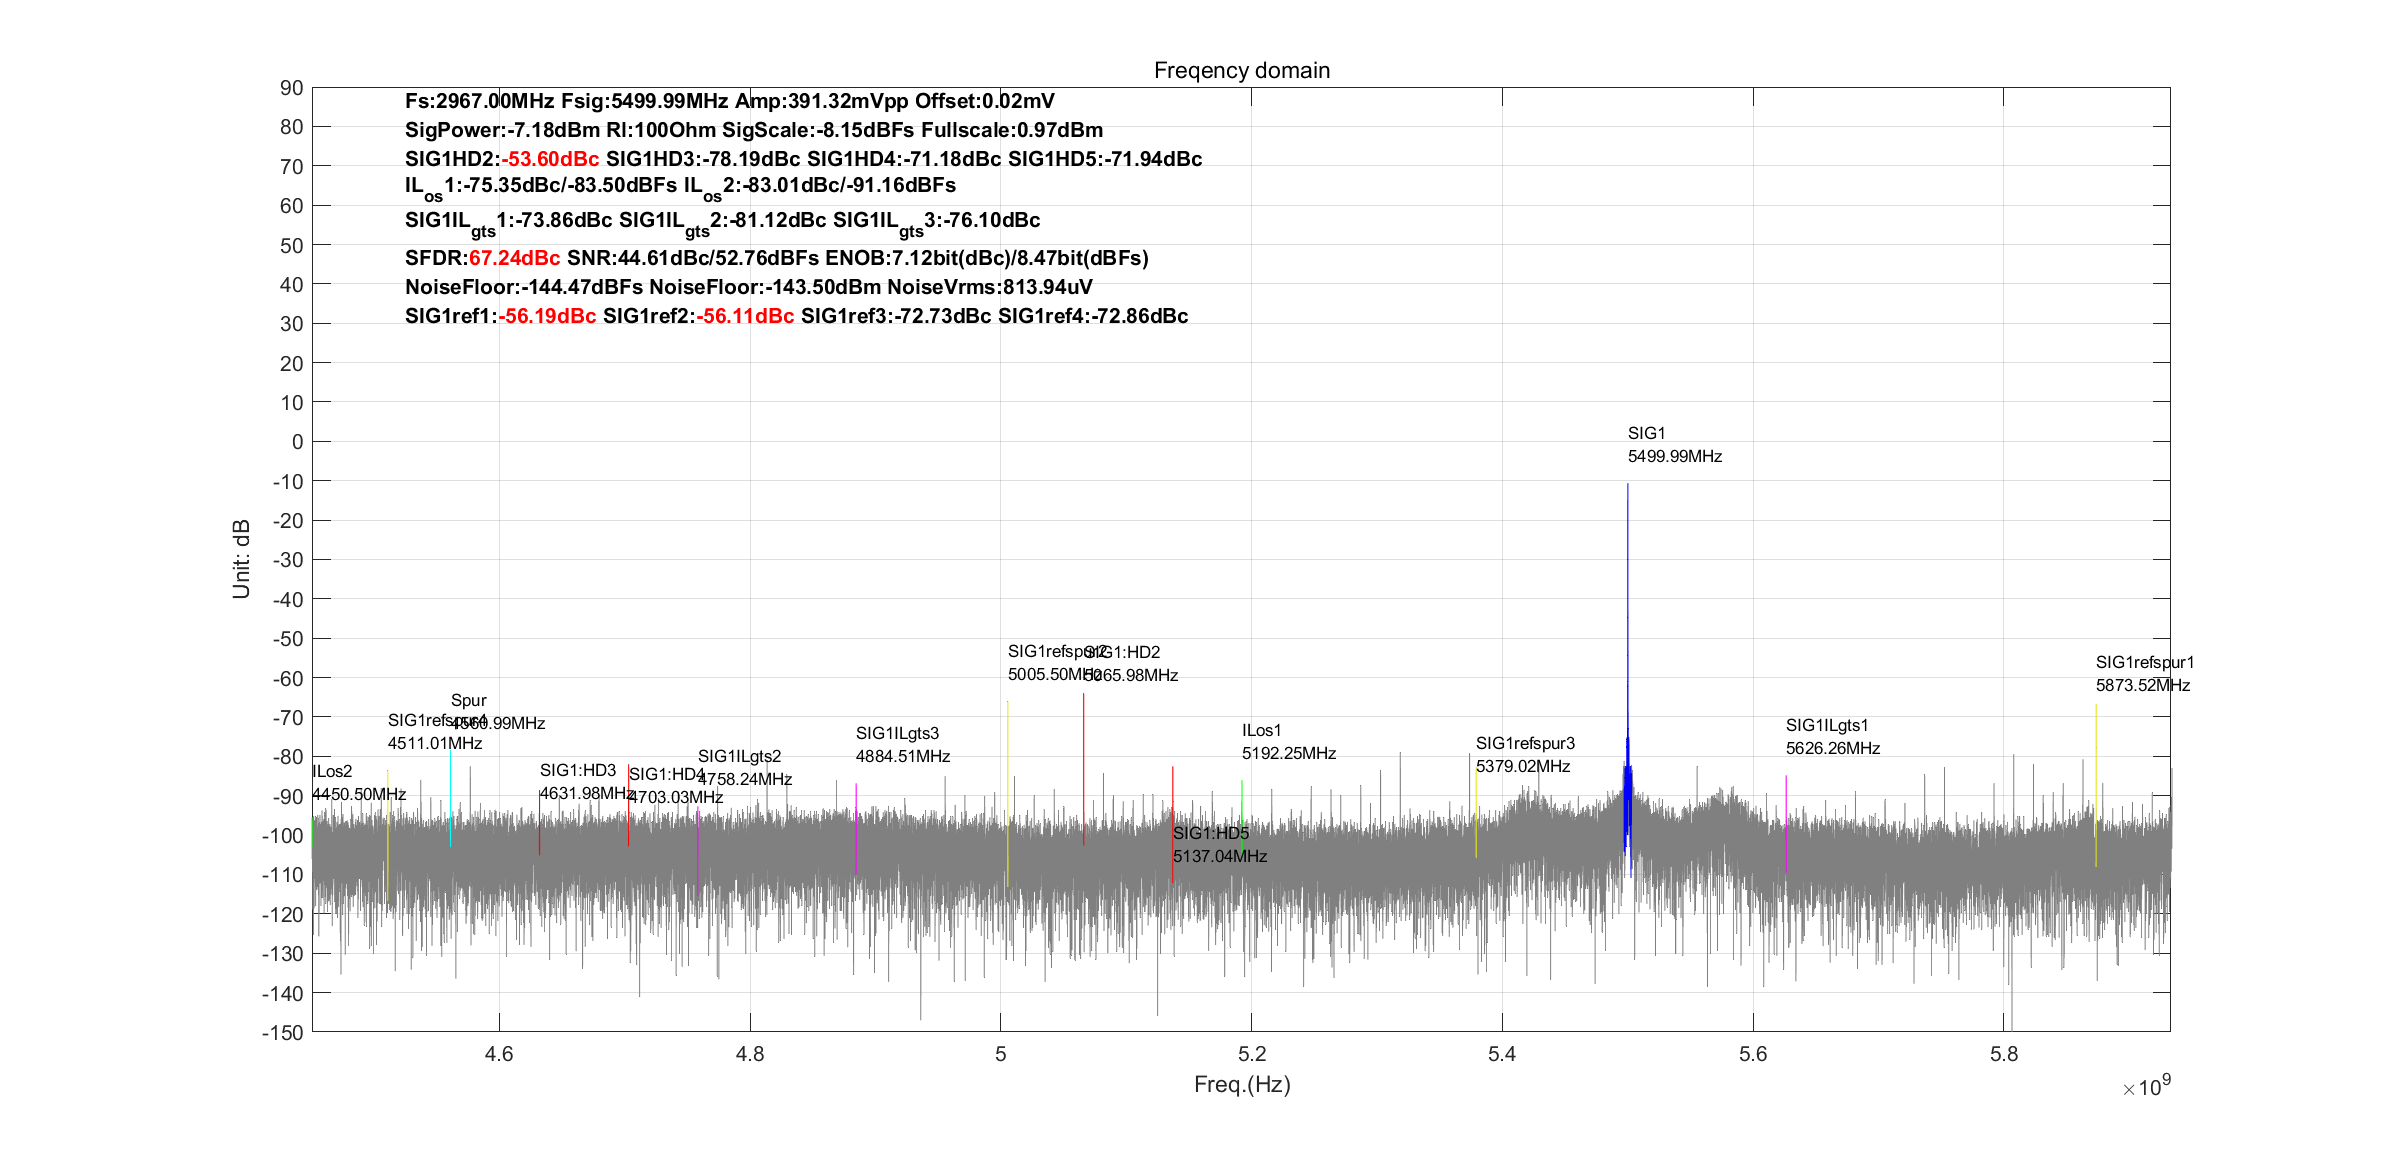 Freqency domain
Fs:2967.00MHz Fsig:5499.99MHz Amp:391.32mVpp Offset:0.02mV
SigPower:-7.18dBm Rl:100Ohm SigScale:-8.15dBFs Fullscale:0.97dBm
SIG1HD2:-53.60dBc SIG1HD3:-78.19dBc SIG1HD4:-71.18dBc SIG1HD5:-71.94dBc
ILos1:-75.35dBc/-83.50dBFs ILos2:-83.01dBc/-91.16dBFs
SIG1ILgts1:-73.86dBc SIG1ILgts2:-81.12dBc SIG1ILgts3:-76.10dBc
SFDR:67.24dBc SNR:44.61dBc/52.76dBFs ENOB:7.12bit(dBc)/8.47bit(dBFs)
NoiseFloor:-144.47dBFs NoiseFloor:-143.50dBm NoiseVrms:813.94uV
SIG1ref1:-56.19dBc SIG1ref2:-56.11dBc SIG1ref3:-72.73dBc SIG1ref4:-72.86dBc
90
80
70
60
50
40
30
20
10
0
-10
-20
-30
-40
-50
-60
-70
-80
-90
-100
-110
-120
-130
-140
-150
Unit: dB
SIG1
5499.99MHz
SIG1refspur2
5005.50MHz
SIG1:HD2
5065.98MHz
SIG1refspur1
5873.52MHz
Spur
4560.99MHz
SIG1refspur4
4511.01MHz
SIG1ILgts1
5626.26MHz
ILos1
5192.25MHz
SIG1ILgts3
4884.51MHz
SIG1refspur3
5379.02MHz
SIG1ILgts2
4758.24MHz
ILos2
4450.50MHz
SIG1:HD3
4631.98MHz
SIG1:HD4
4703.03MHz
SIG1:HD5
5137.04MHz
4.6
4.8
5
5.2
5.4
5.6
5.8
Freq.(Hz)
×10^9